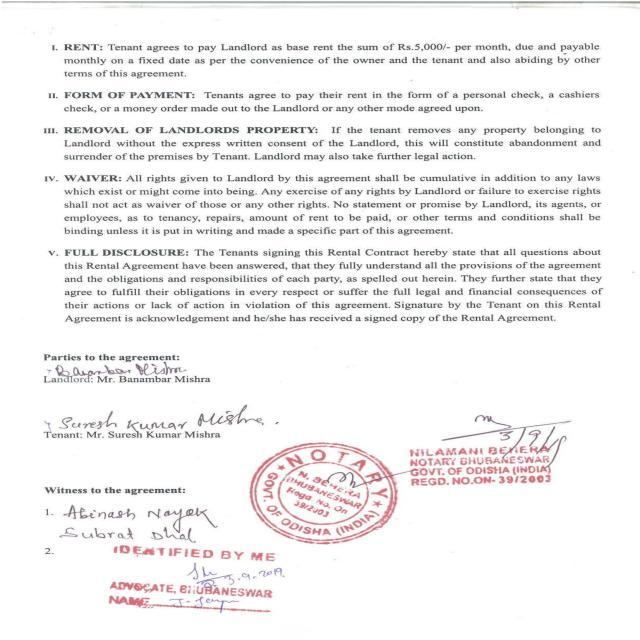 I. RENT: Tenant agrees to pay Landlord as base rent the sum of Rs.5,000/- per month, due and payable
monthly on a fixed date as per the convenience of the owner and the tenant and also abiding by other
terms of this agreement.
II. FORM OF PAYMENT: Tenants agree to pay their rent in the form of a personal check, a cashiers
check, or a money order made out to the Landlord or any other mode agreed upon.
III. REMOVAL OF LANDLORDS PROPERTY: If the tenant removes any property belonging to
Landlord without the express written consent of the Landlord, this will constitute abandonment and
surrender of the premises by Tenant. Landlord may also take further legal action.
IV. WAIVER: All rights given to Landlord by this agreement shall be cumulative in addition to any laws
which exist or might come into being. Any exercise of any rights by Landlord or failure to exercise rights
shall not act as waiver of those or any other rights. No statement or promise by Landlord, its agents, or
employees, as to tenancy, repairs, amount of rent to be paid, or other terms and conditions shall be
binding unless it is put in writing and made a specific part of this agreement.
V. FULL DISCLOSURE: The Tenants signing this Rental Contract hereby state that all questions about
this Rental Agreement have been answered, that they fully understand all the provisions of the agreement
and the obligations and responsibilities of each party, as spelled out herein. They further state that they
agree to fulfill their obligations in every respect or suffer the full legal and financial consequences of
their actions or lack of action in violation of this agreement. Signature by the Tenant on this Rental
Agreement is acknowledgement and he/she has received a signed copy of the Rental Agreement.
Parties to the agreement:
Banambar Mishra
Landlord: Mr. Banambar Mishra
Suresh Kumar Mishra.
Tenant: Mr. Suresh Kumar Mishra
3/9/19
NILAMANI BEHERA
NOTARY BHUBANESWAR
GOVT. OF ODISHA (INDIA)
REGD. NO.ON- 39/2003
NOTARY
N. BEHERA
BHUBANESWAR
Regd No. On
39/2003
GOVT. OF ODISHA (INDIA)
Witness to the agreement:
1. Abinash Nayak
Subrat Dhal
2.
IDENTIFIED BY ME
3.9.2019.
ADVOCATE, BHUBANESWAR
NAME